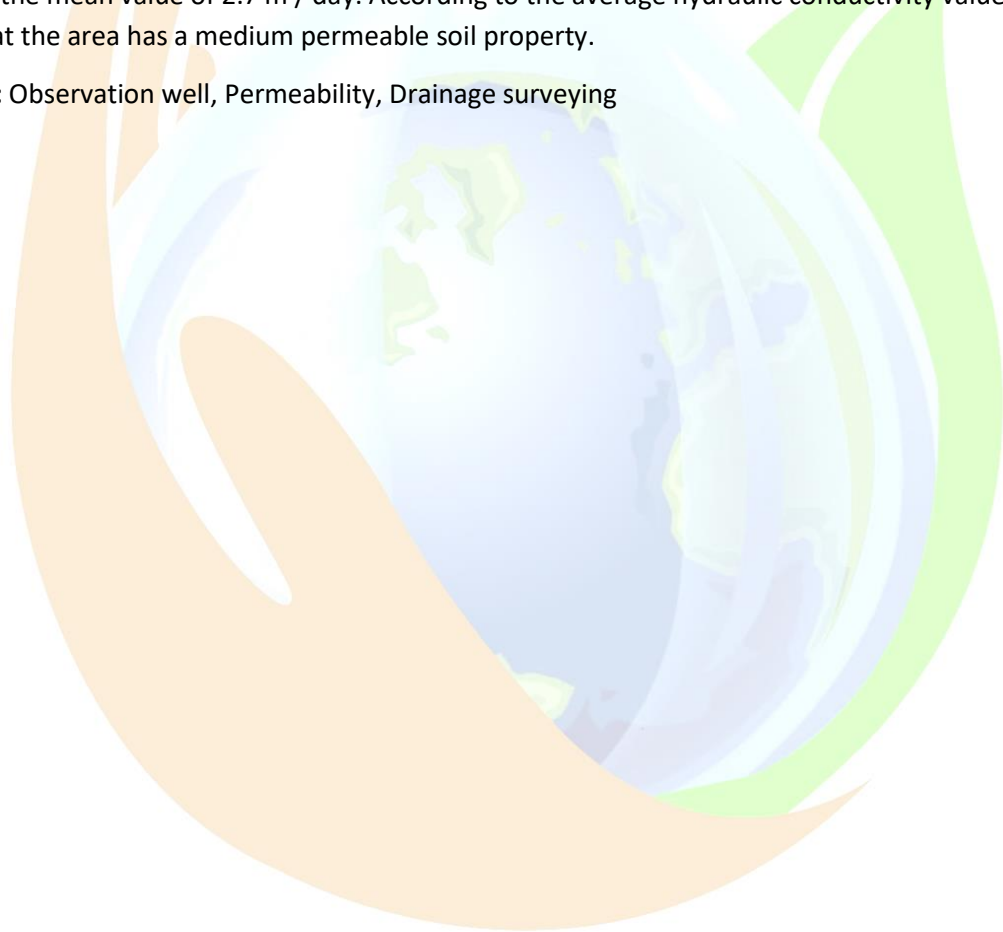 the mean value of 2.7 m / day. According to the average hydraulic conductivity value
at the area has a medium permeable soil property.
: Observation well, Permeability, Drainage surveying